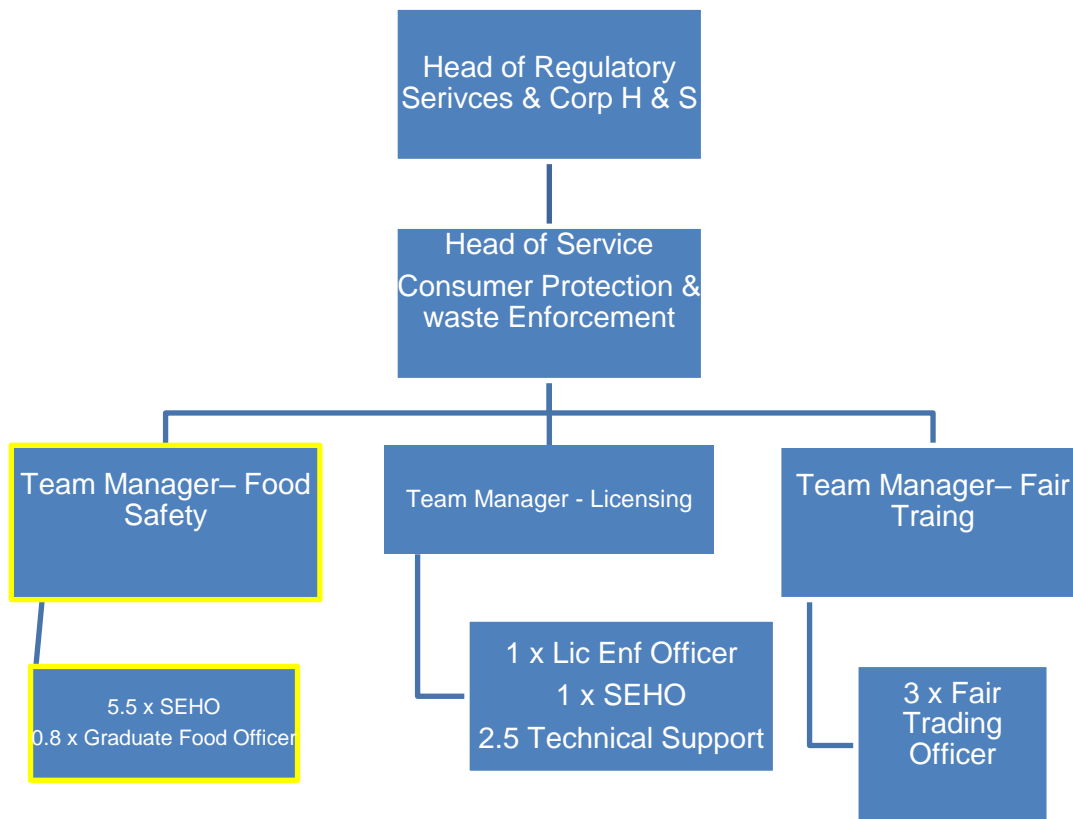 Head of Regulatory
Serivces & Corp H & S
Head of Service
Consumer Protection &
waste Enforcement
Team Manager– Food
Safety
Team Manager - Licensing
Team Manager– Fair
Traing
5.5 x SEHO
0.8 x Graduate Food Officer
1 x Lic Enf Officer
1 x SEHO
2.5 Technical Support
3 x Fair
Trading
Officer